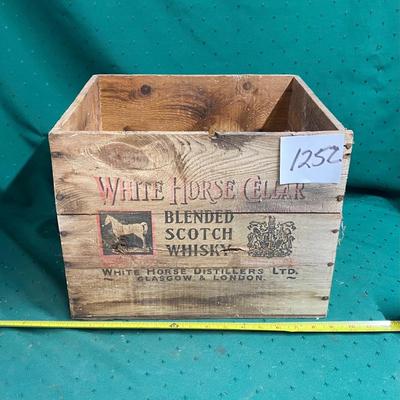 1252
WHITE HORSE CELLAR
BLENDED
SCOTCH
WHISKY
WHITE HORSE DISTILLERS LTD.
GLASGOW & LONDON.